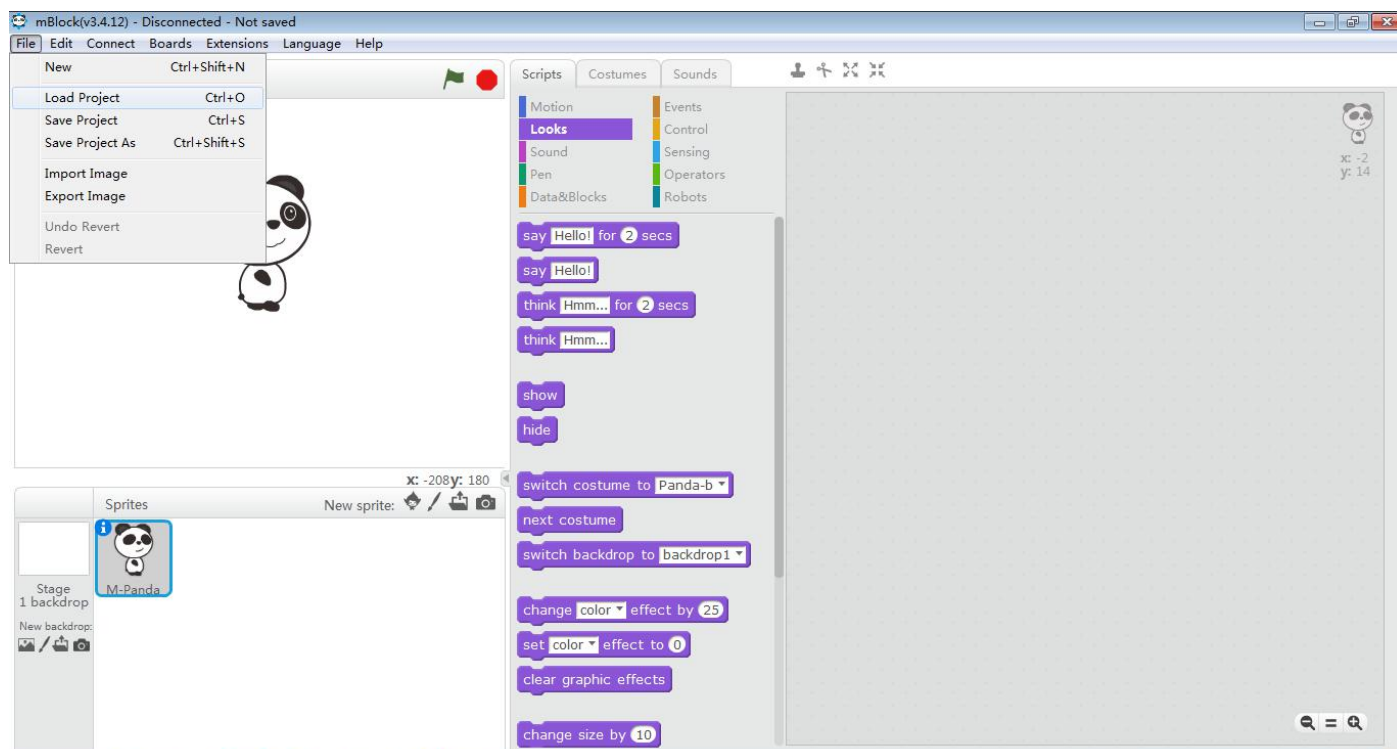 mBlock(v3.4.12) - Disconnected - Not saved
File Edit Connect Boards Extensions Language Help
New Ctrl+Shift+N
Load Project Ctrl+O
Save Project Ctrl+S
Save Project As Ctrl+Shift+S
Import Image
Export Image
Undo Revert
Revert
x: -208 y: 180
Sprites New sprite:
Stage
1 backdrop
New backdrop:
M-Panda
Scripts Costumes Sounds
Motion Events
Looks Control
Sound Sensing
Pen Operators
Data&Blocks Robots
say Hello! for 2 secs
say Hello!
think Hmm... for 2 secs
think Hmm...
show
hide
switch costume to Panda-b
next costume
switch backdrop to backdrop1
change color effect by 25
set color effect to 0
clear graphic effects
change size by 10
x: -2
y: 14